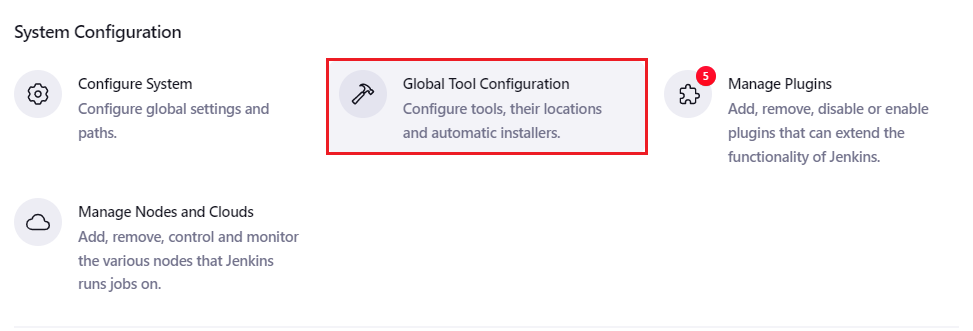 System Configuration
Configure System
Configure global settings and
paths.
Global Tool Configuration
Configure tools, their locations
and automatic installers.
5
Manage Plugins
Add, remove, disable or enable
plugins that can extend the
functionality of Jenkins.
Manage Nodes and Clouds
Add, remove, control and monitor
the various nodes that Jenkins
runs jobs on.